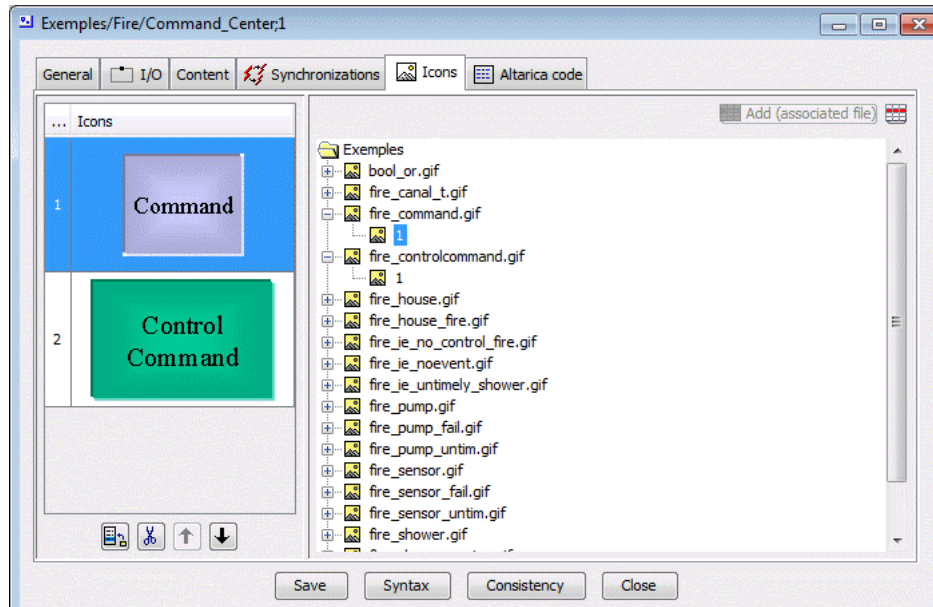 Exemples/Fire/Command_Center;1
General I/O Content Synchronizations Icons Altarica code
... Icons
1
Command
2
Control
Command
Add (associated file)
Exemples
bool_or.gif
fire_canal_t.gif
fire_command.gif
1
fire_controlcommand.gif
1
fire_house.gif
fire_house_fire.gif
fire_ie_no_control_fire.gif
fire_ie_noevent.gif
fire_ie_untimely_shower.gif
fire_pump.gif
fire_pump_fail.gif
fire_pump_untim.gif
fire_sensor.gif
fire_sensor_fail.gif
fire_sensor_untim.gif
fire_shower.gif
Save Syntax Consistency Close